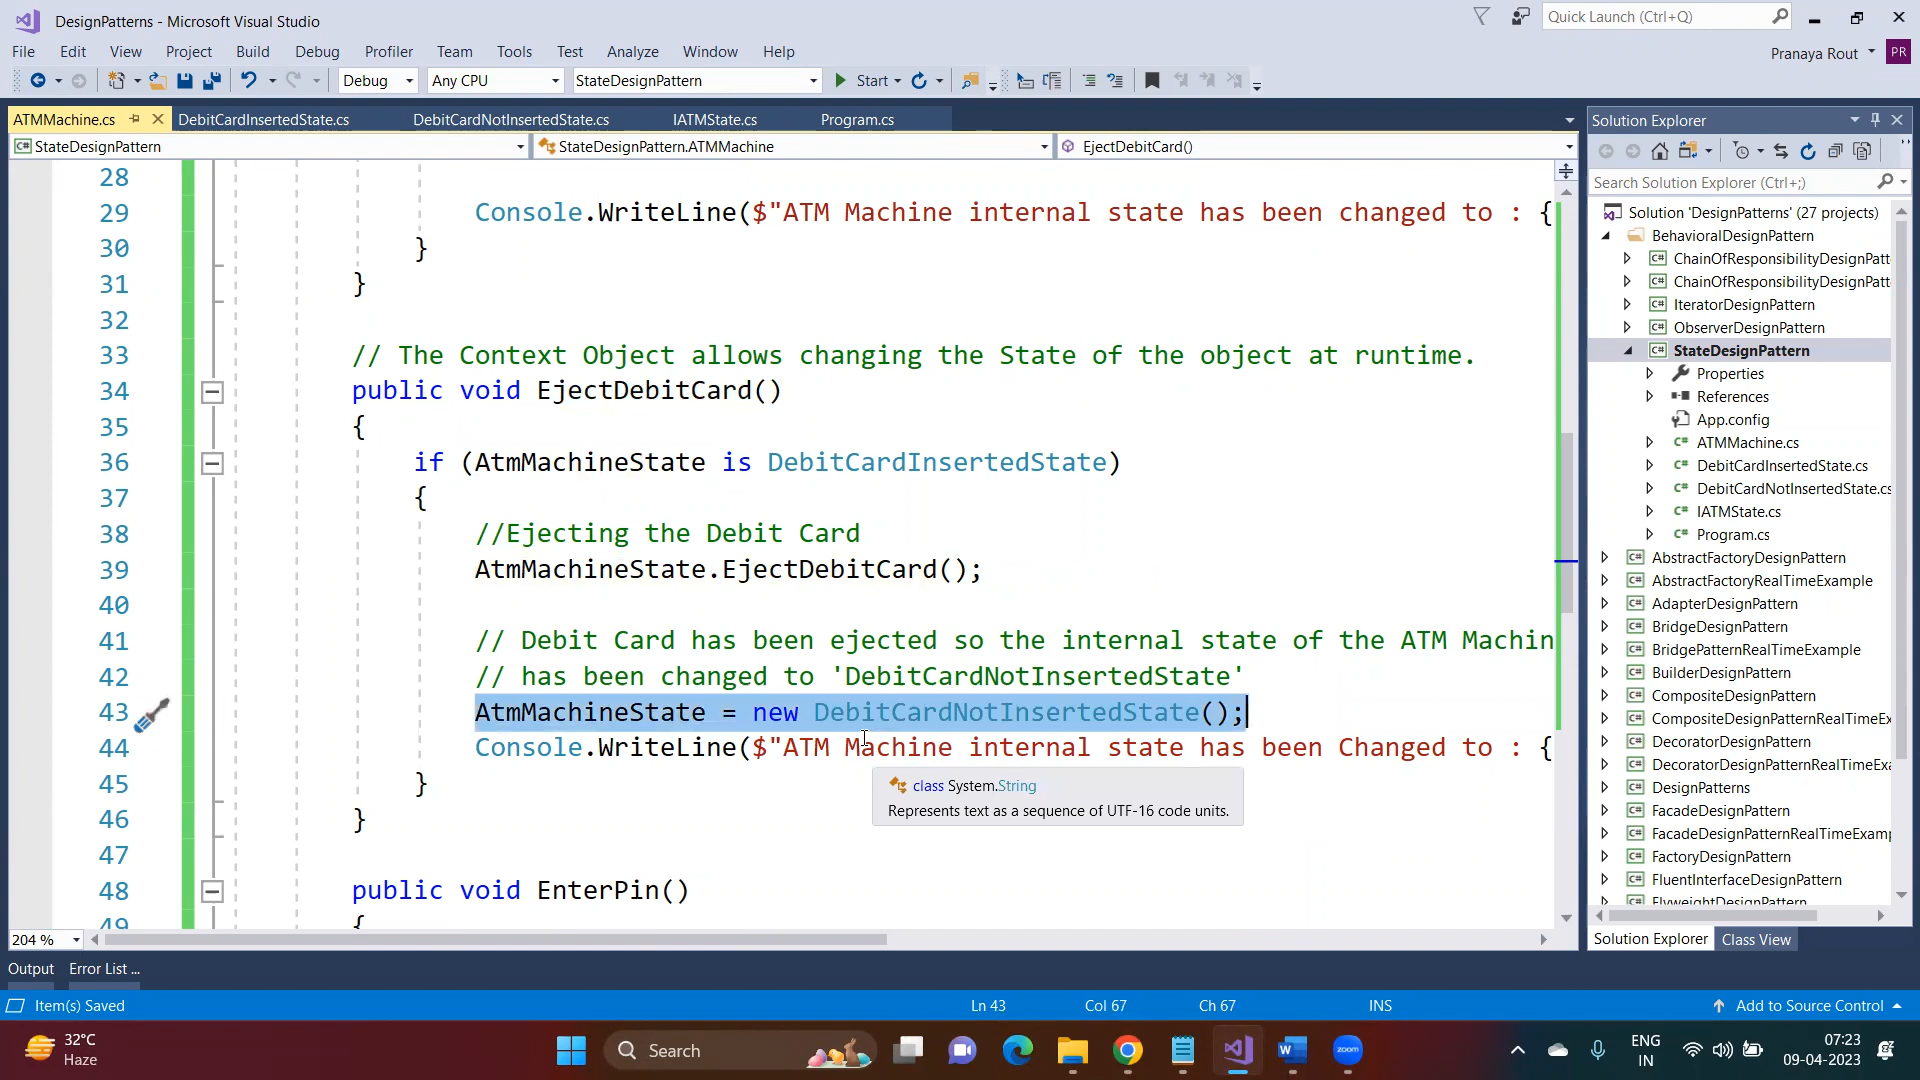 DesignPatterns - Microsoft Visual Studio
Quick Launch (Ctrl+Q)
File Edit View Project Build Debug Profiler Team Tools Test Analyze Window Help
Pranaya Rout PR
Debug Any CPU StateDesignPattern Start
ATMMachine.cs DebitCardInsertedState.cs DebitCardNotInsertedState.cs IATMState.cs Program.cs
StateDesignPattern StateDesignPattern.ATMMachine EjectDebitCard()
28
29 Console.WriteLine($"ATM Machine internal state has been changed to : {
30 }
31 }
32
33 // The Context Object allows changing the State of the object at runtime.
34 public void EjectDebitCard()
35 {
36 if (AtmMachineState is DebitCardInsertedState)
37 {
38 //Ejecting the Debit Card
39 AtmMachineState.EjectDebitCard();
40
41 // Debit Card has been ejected so the internal state of the ATM Machin
42 // has been changed to 'DebitCardNotInsertedState'
43 AtmMachineState = new DebitCardNotInsertedState();
44 Console.WriteLine($"ATM Machine internal state has been Changed to : {
45 }
class System.String
Represents text as a sequence of UTF-16 code units.
46 }
47
48 public void EnterPin()
49 {
204 %
Solution Explorer
Search Solution Explorer (Ctrl+;)
Solution 'DesignPatterns' (27 projects)
BehavioralDesignPattern
ChainOfResponsibilityDesignPatt
ChainOfResponsibilityDesignPatt
IteratorDesignPattern
ObserverDesignPattern
StateDesignPattern
Properties
References
App.config
C# ATMMachine.cs
C# DebitCardInsertedState.cs
C# DebitCardNotInsertedState.cs
C# IATMState.cs
C# Program.cs
AbstractFactoryDesignPattern
AbstractFactoryRealTimeExample
AdapterDesignPattern
BridgeDesignPattern
BridgePatternRealTimeExample
BuilderDesignPattern
CompositeDesignPattern
CompositeDesignPatternRealTimeEx
DecoratorDesignPattern
DecoratorDesignPatternRealTimeExa
DesignPatterns
FacadeDesignPattern
FacadeDesignPatternRealTimeExamp
FactoryDesignPattern
FluentInterfaceDesignPattern
FlyweightDesignPattern
Solution Explorer Class View
Output Error List ...
Item(s) Saved Ln 43 Col 67 Ch 67 INS Add to Source Control
32°C
Haze
Search
zoom
ENG
IN
07:23
09-04-2023